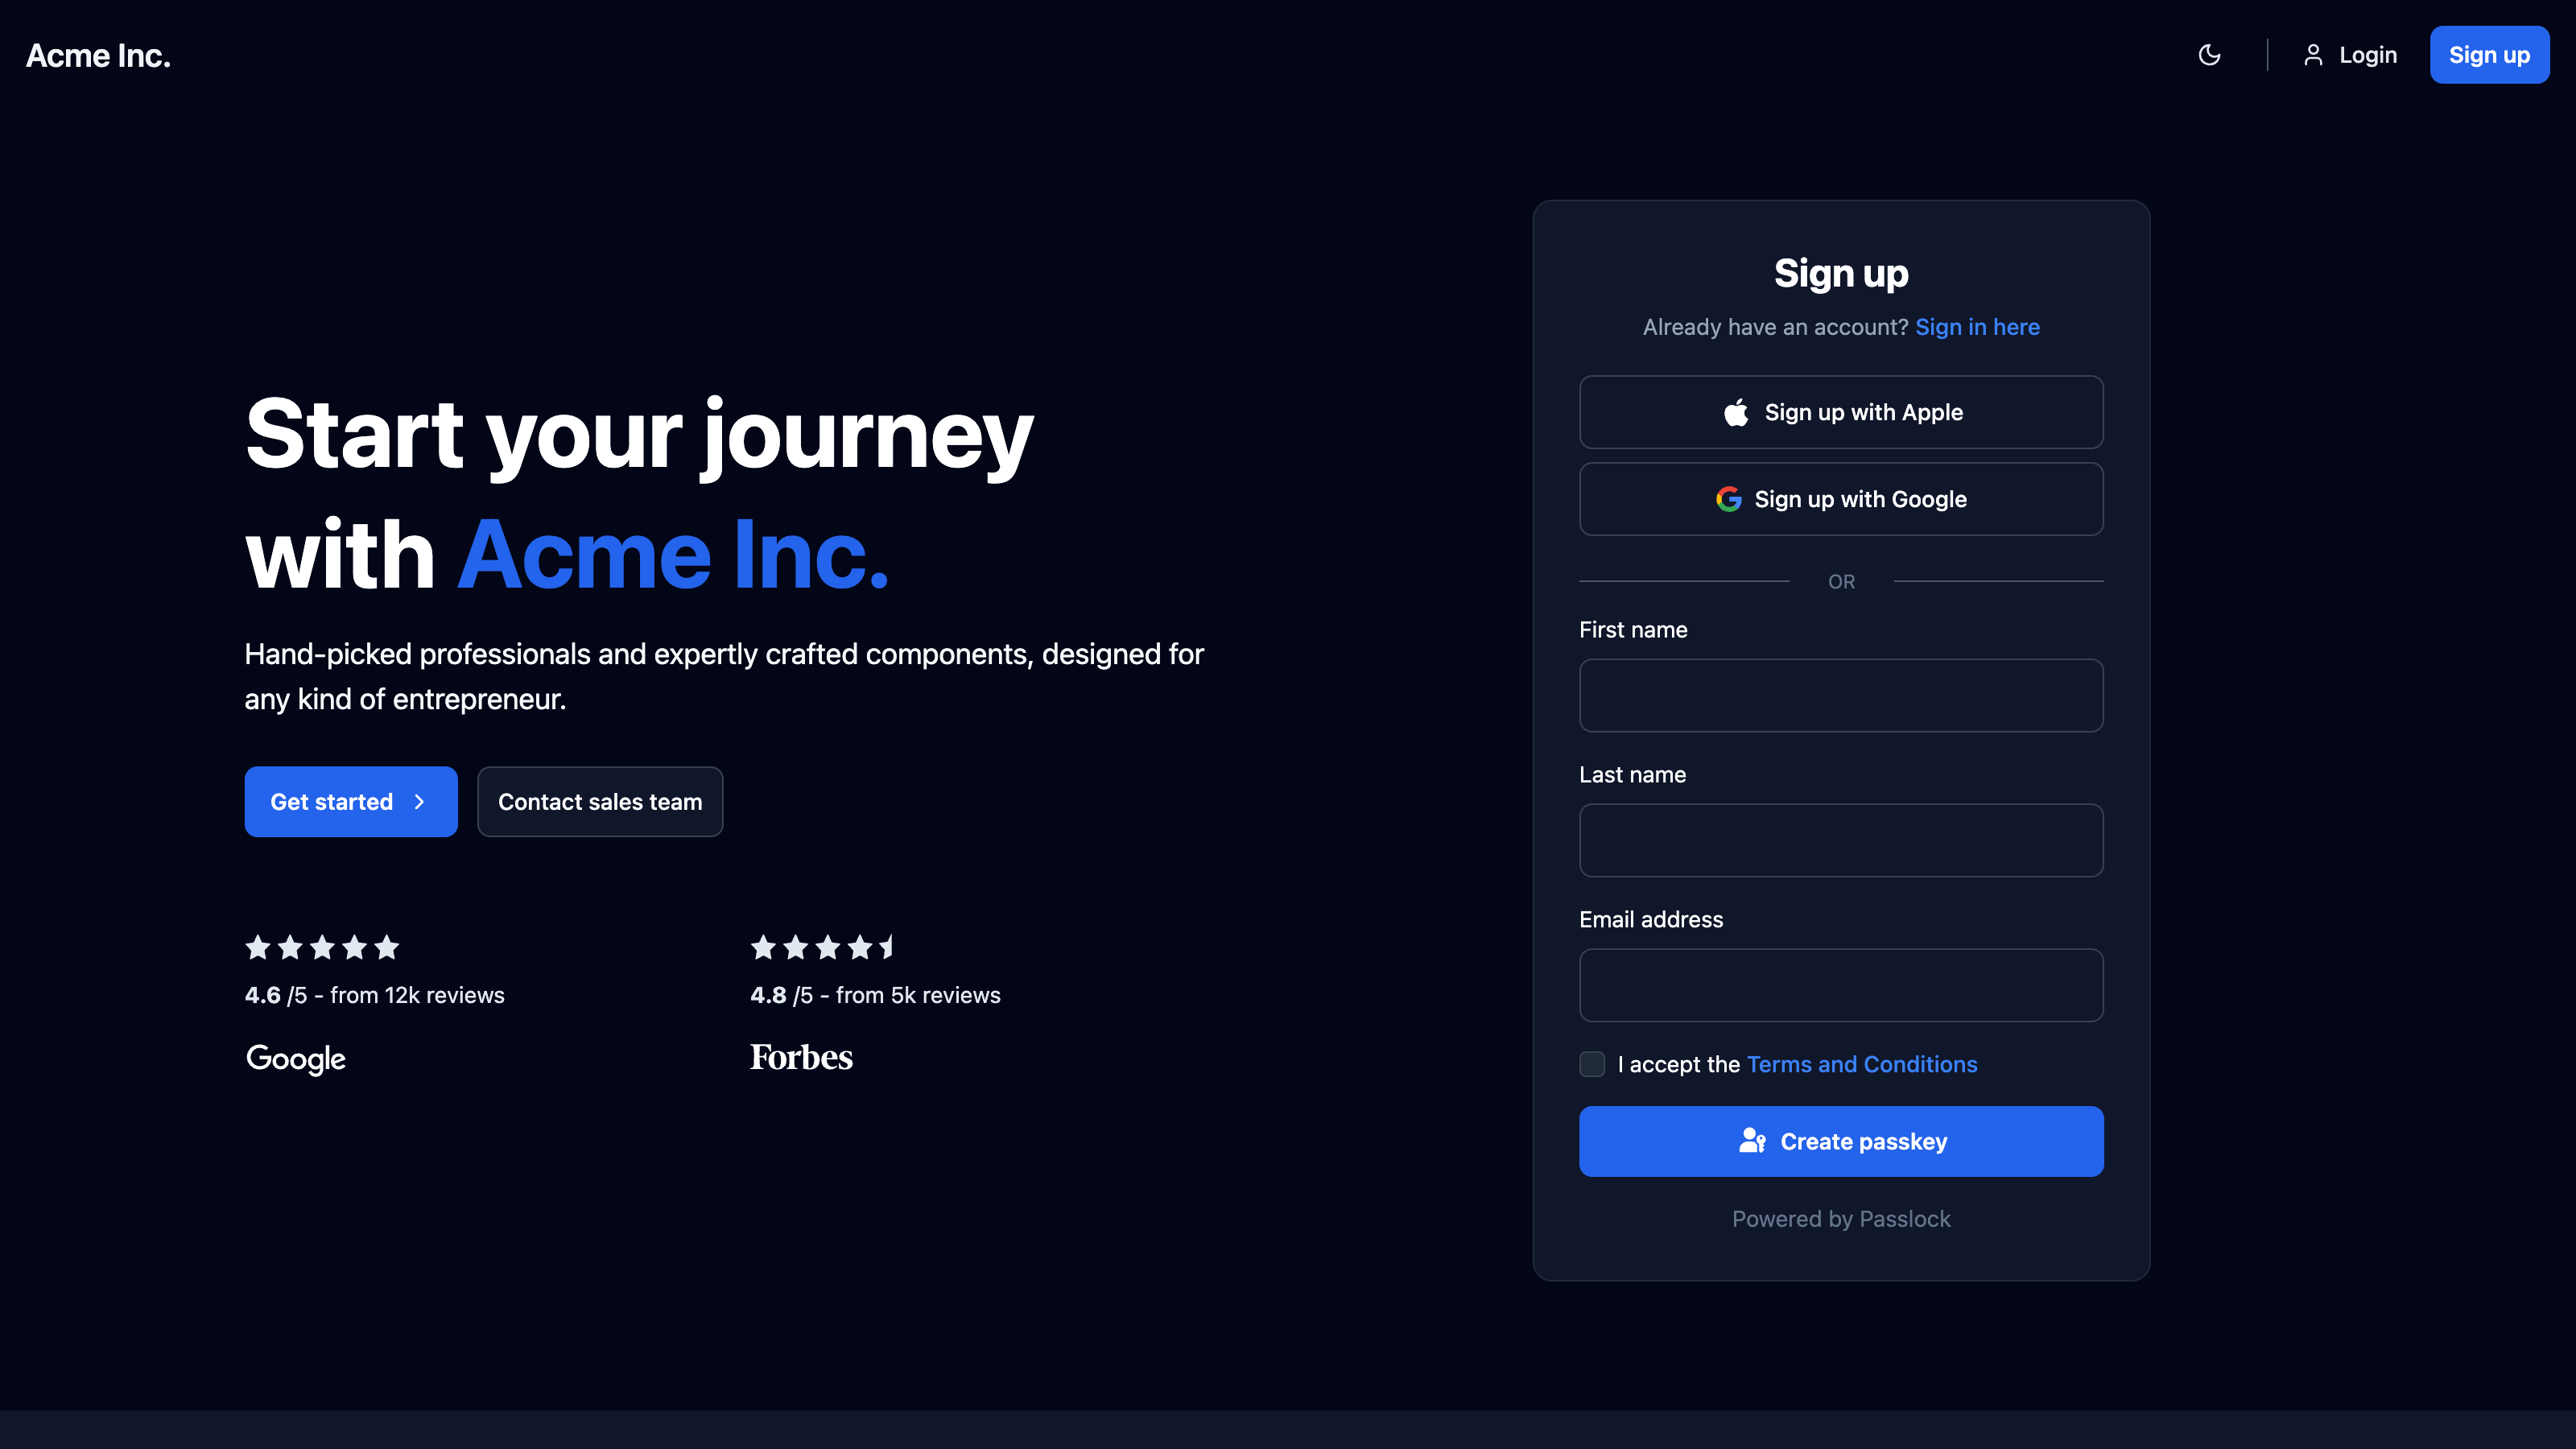 Acme Inc.
Login
Sign up
Start your journey
with Acme Inc.
Hand-picked professionals and expertly crafted components, designed for
any kind of entrepreneur.
Get started
Contact sales team
4.6 /5 - from 12k reviews
Google
4.8 /5 - from 5k reviews
Forbes
Sign up
Already have an account? Sign in here
Sign up with Apple
Sign up with Google
OR
First name
Last name
Email address
I accept the Terms and Conditions
Create passkey
Powered by Passlock